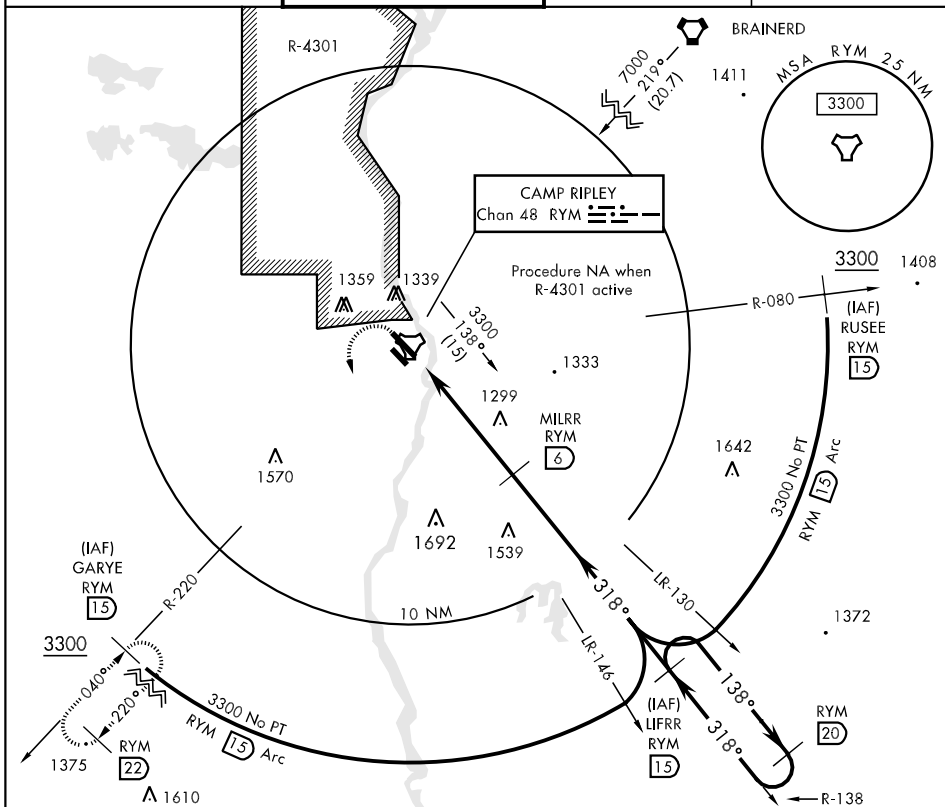 R-4301
BRAINERD
7000
219°
(20.7)
1411
MSA RYM 25 NM
3300
CAMP RIPLEY
Chan 48 RYM
Procedure NA when
R-4301 active
1359
1339
3300
138°
(15)
3300
1408
R-080
(IAF)
RUSEE
RYM
15
1333
1299
MILRR
RYM
6
1642
3300 No PT
RYM 15 Arc
1570
1692
1539
(IAF)
GARYE
RYM
15
R-220
3300
040°
220°
10 NM
318°
LR-130
LR-146
1372
138°
318°
(IAF)
LIFRR
RYM
15
RYM
20
R-138
3300 No PT
RYM 15 Arc
1375
RYM
22
1610